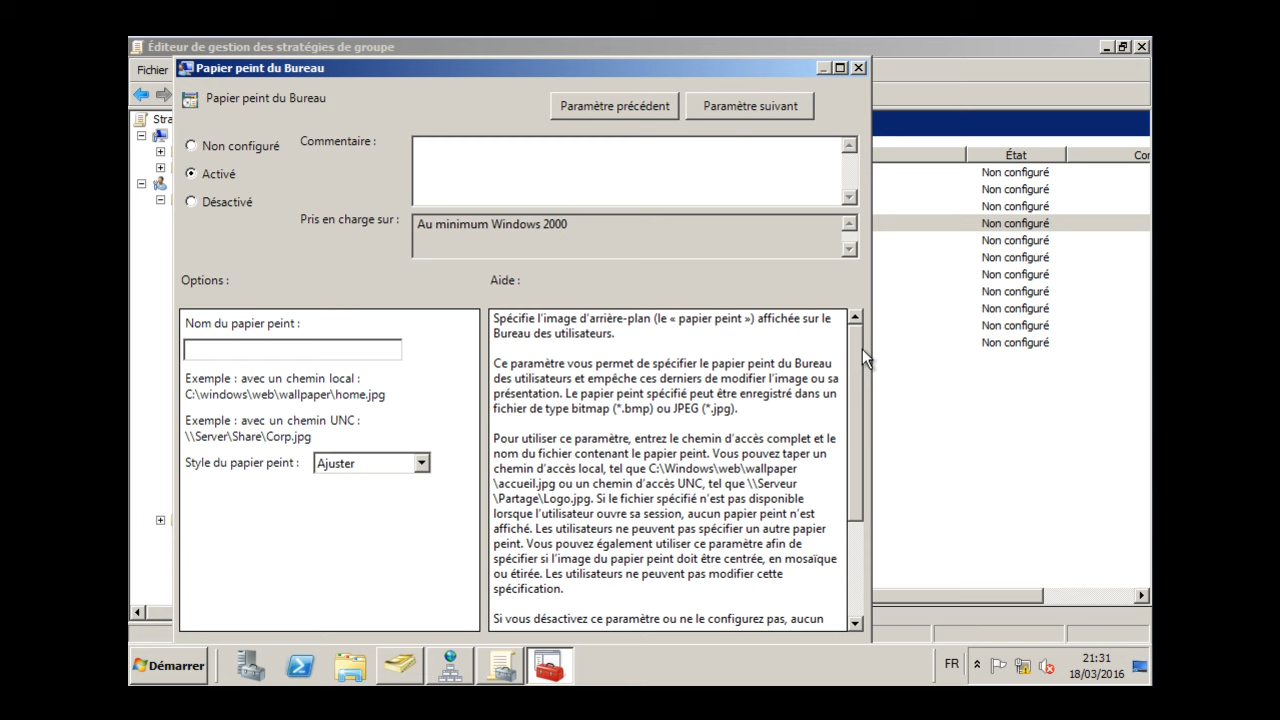 Éditeur de gestion des stratégies de groupe
Fichier
Papier peint du Bureau
Papier peint du Bureau
Paramètre précédent
Paramètre suivant
Non configuré
Commentaire :
Activé
Désactivé
Pris en charge sur :
Au minimum Windows 2000
Options :
Aide :
Nom du papier peint :
Exemple : avec un chemin local :
C:\windows\web\wallpaper\home.jpg
Exemple : avec un chemin UNC :
\\Server\Share\Corp.jpg
Style du papier peint :
Ajuster
Spécifie l'image d'arrière-plan (le « papier peint ») affichée sur le
Bureau des utilisateurs.
Ce paramètre vous permet de spécifier le papier peint du Bureau
des utilisateurs et empêche ces derniers de modifier l'image ou sa
présentation. Le papier peint spécifié peut être enregistré dans un
fichier de type bitmap (*.bmp) ou JPEG (*.jpg).
Pour utiliser ce paramètre, entrez le chemin d'accès complet et le
nom du fichier contenant le papier peint. Vous pouvez taper un
chemin d'accès local, tel que C:\Windows\web\wallpaper
\accueil.jpg ou un chemin d'accès UNC, tel que \\Serveur
\Partage\Logo.jpg. Si le fichier spécifié n'est pas disponible
lorsque l'utilisateur ouvre sa session, aucun papier peint n'est
affiché. Les utilisateurs ne peuvent pas spécifier un autre papier
peint. Vous pouvez également utiliser ce paramètre afin de
spécifier si l'image du papier peint doit être centrée, en mosaïque
ou étirée. Les utilisateurs ne peuvent pas modifier cette
spécification.
Si vous désactivez ce paramètre ou ne le configurez pas, aucun
Stra
État
Cor
Non configuré
Non configuré
Non configuré
Non configuré
Non configuré
Non configuré
Non configuré
Non configuré
Non configuré
Non configuré
Non configuré
Démarrer
FR
21:31
18/03/2016